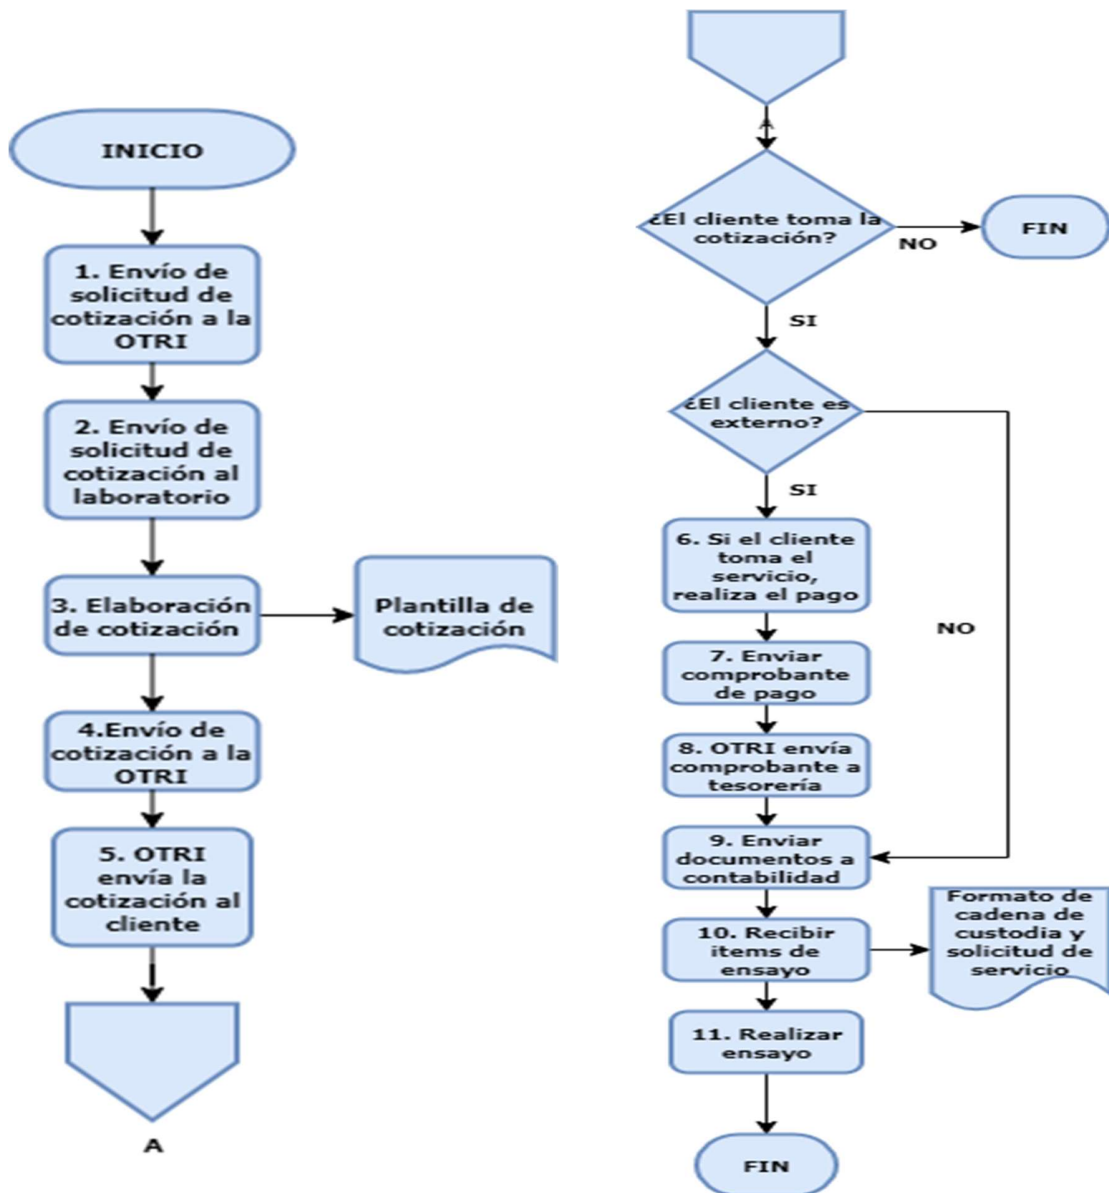 INICIO
1. Envío de
solicitud de
cotización a la
OTRI
2. Envío de
solicitud de
cotización al
laboratorio
3. Elaboración
de cotización
Plantilla de
cotización
4.Envío de
cotización a la
OTRI
5. OTRI
envía la
cotización al
cliente
A
A
¿El cliente toma la
cotización?
NO
FIN
SI
¿El cliente es
externo?
SI
NO
6. Si el cliente
toma el
servicio,
realiza el pago
7. Enviar
comprobante
de pago
8. OTRI envía
comprobante a
tesorería
9. Enviar
documentos a
contabilidad
10. Recibir
items de
ensayo
Formato de
cadena de
custodia y
solicitud de
servicio
11. Realizar
ensayo
FIN